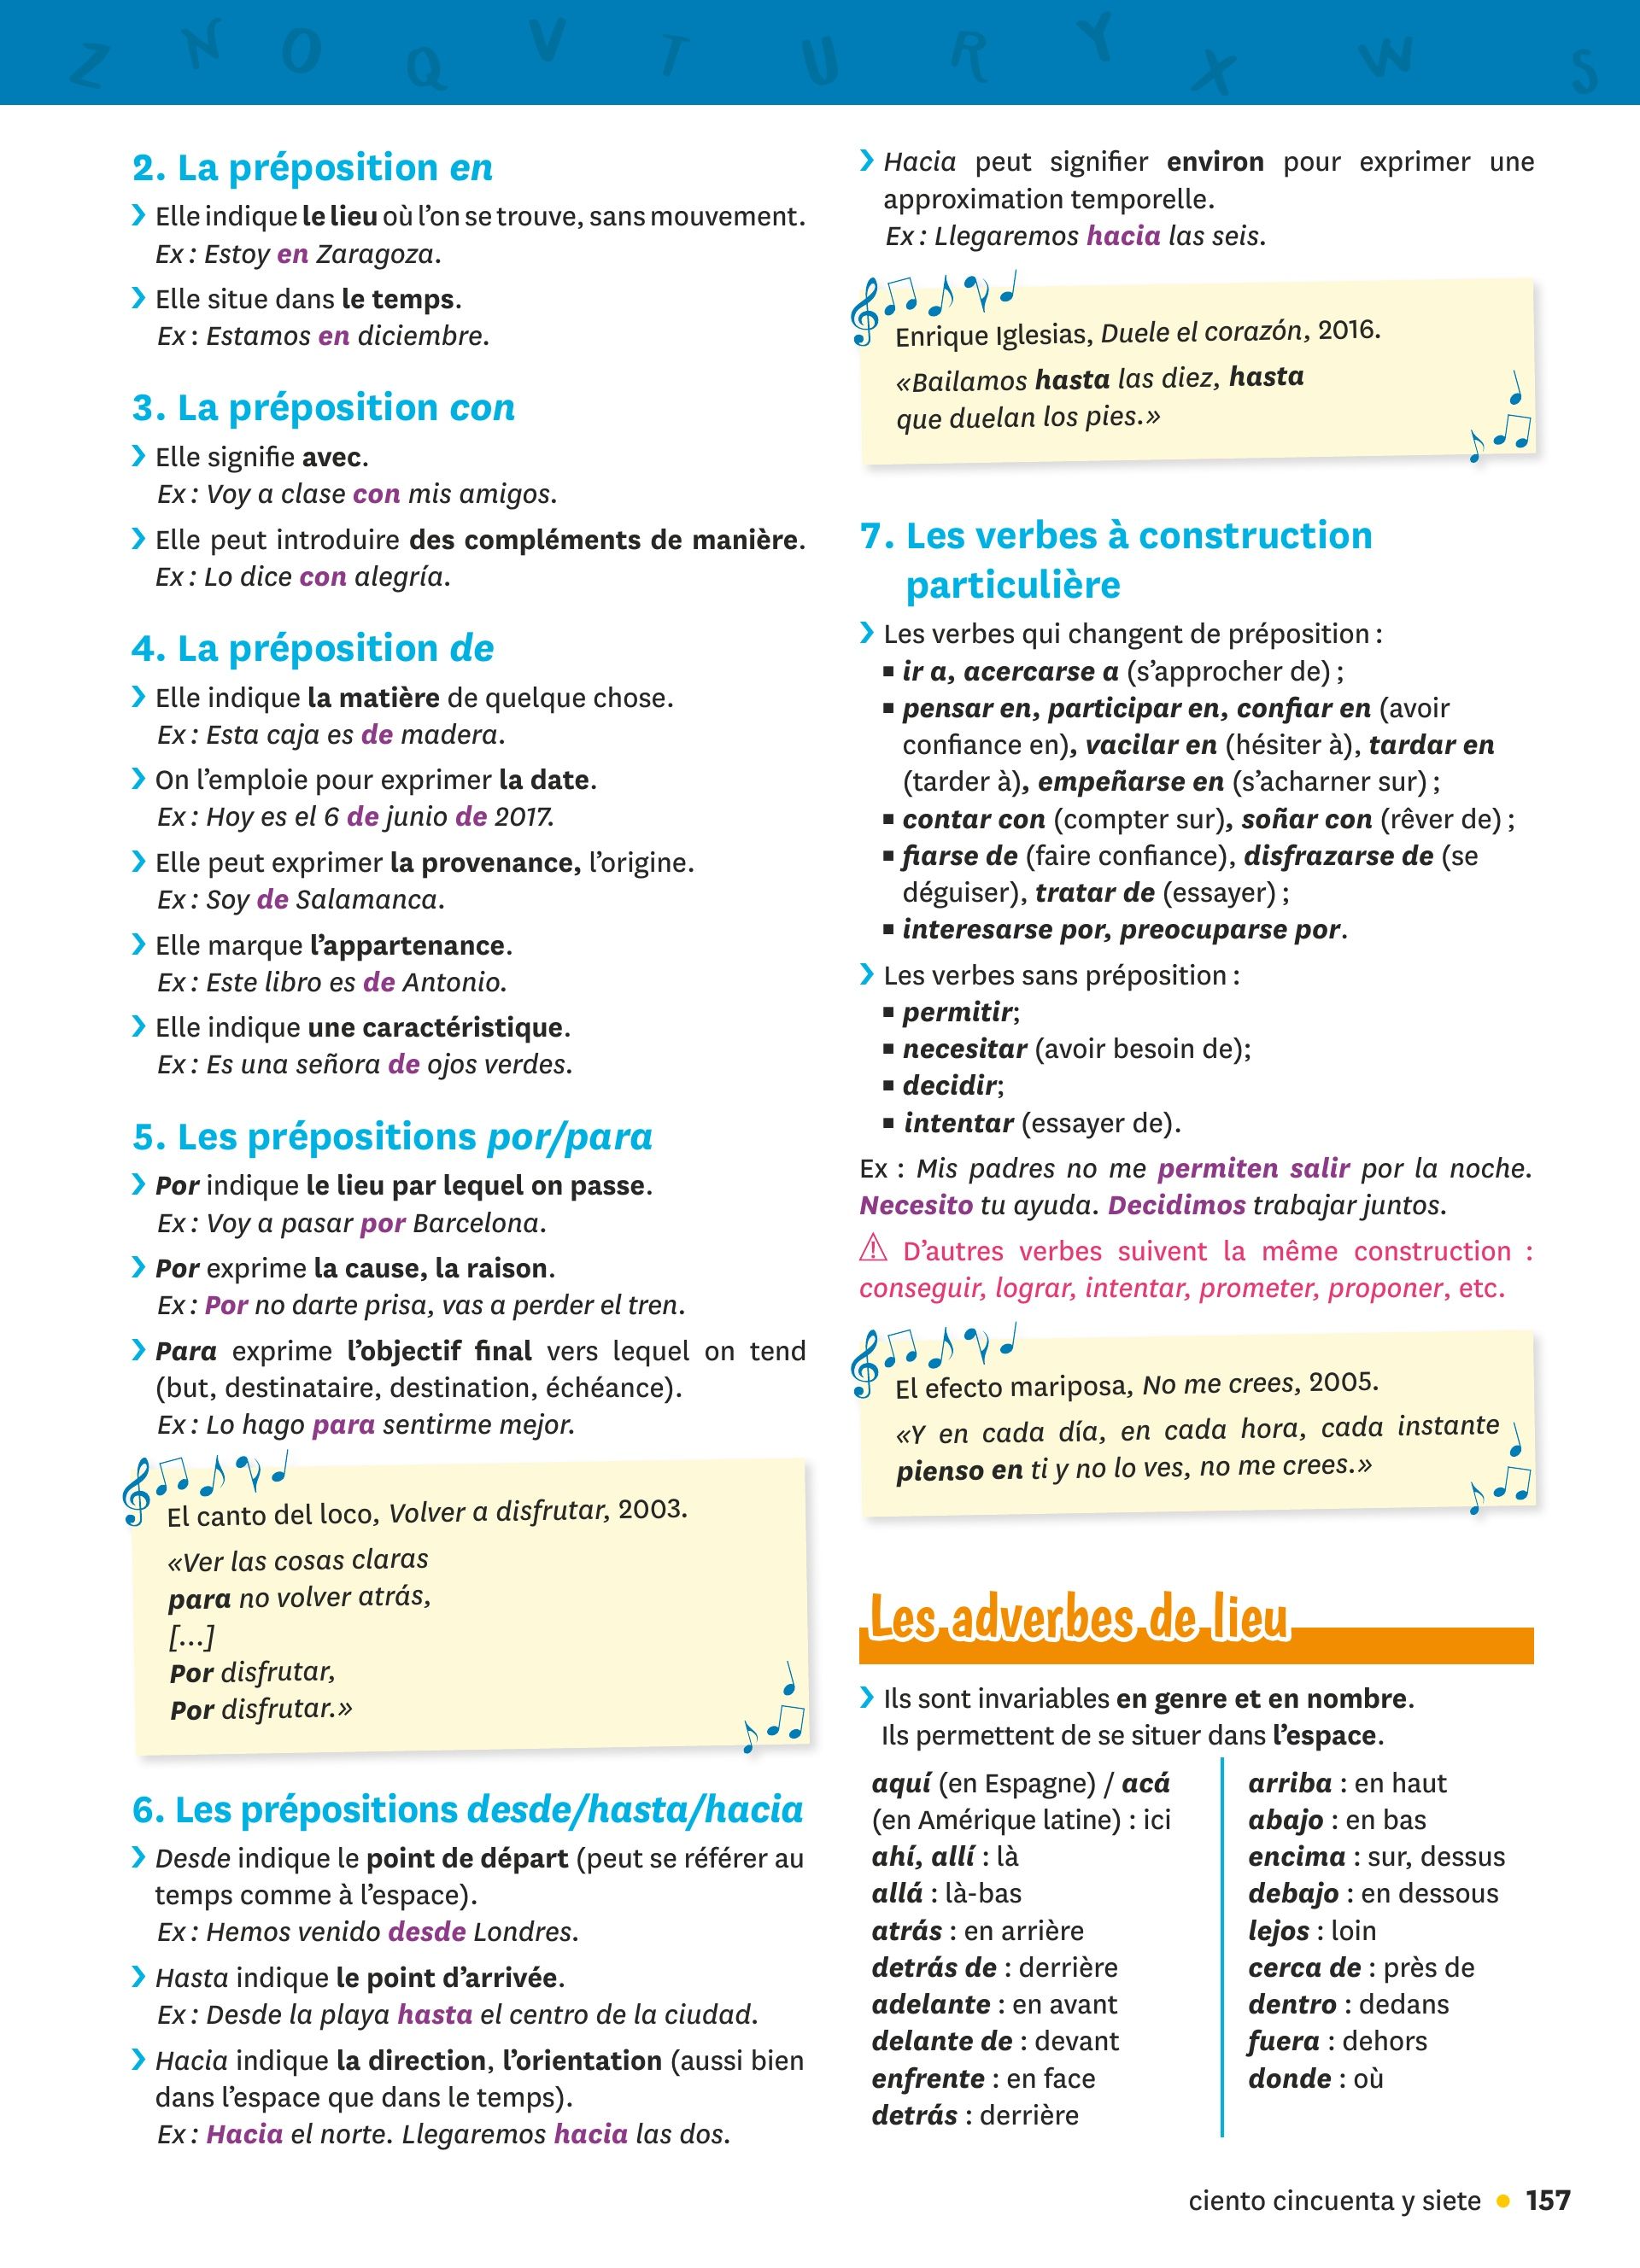 Z N O Q V T U R Y X W S
2. La préposition en
› Elle indique le lieu où l’on se trouve, sans mouvement.
Ex : Estoy en Zaragoza.
› Elle situe dans le temps.
Ex : Estamos en diciembre.
3. La préposition con
› Elle signifie avec.
Ex : Voy a clase con mis amigos.
› Elle peut introduire des compléments de manière.
Ex : Lo dice con alegría.
4. La préposition de
› Elle indique la matière de quelque chose.
Ex : Esta caja es de madera.
› On l’emploie pour exprimer la date.
Ex : Hoy es el 6 de junio de 2017.
› Elle peut exprimer la provenance, l’origine.
Ex : Soy de Salamanca.
› Elle marque l’appartenance.
Ex : Este libro es de Antonio.
› Elle indique une caractéristique.
Ex : Es una señora de ojos verdes.
5. Les prépositions por/para
› Por indique le lieu par lequel on passe.
Ex : Voy a pasar por Barcelona.
› Por exprime la cause, la raison.
Ex : Por no darte prisa, vas a perder el tren.
› Para exprime l’objectif final vers lequel on tend
(but, destinataire, destination, échéance).
Ex : Lo hago para sentirme mejor.
El canto del loco, Volver a disfrutar, 2003.
«Ver las cosas claras
para no volver atrás,
[…]
Por disfrutar,
Por disfrutar.»
6. Les prépositions desde/hasta/hacia
› Desde indique le point de départ (peut se référer au
temps comme à l’espace).
Ex : Hemos venido desde Londres.
› Hasta indique le point d’arrivée.
Ex : Desde la playa hasta el centro de la ciudad.
› Hacia indique la direction, l’orientation (aussi bien
dans l’espace que dans le temps).
Ex : Hacia el norte. Llegaremos hacia las dos.
› Hacia peut signifier environ pour exprimer une
approximation temporelle.
Ex : Llegaremos hacia las seis.
Enrique Iglesias, Duele el corazón, 2016.
«Bailamos hasta las diez, hasta
que duelan los pies.»
7. Les verbes à construction
particulière
› Les verbes qui changent de préposition :
▪ ir a, acercarse a (s’approcher de) ;
▪ pensar en, participar en, confiar en (avoir
confiance en), vacilar en (hésiter à), tardar en
(tarder à), empeñarse en (s’acharner sur) ;
▪ contar con (compter sur), soñar con (rêver de) ;
▪ fiarse de (faire confiance), disfrazarse de (se
déguiser), tratar de (essayer) ;
▪ interesarse por, preocuparse por.
› Les verbes sans préposition :
▪ permitir;
▪ necesitar (avoir besoin de);
▪ decidir;
▪ intentar (essayer de).
Ex : Mis padres no me permiten salir por la noche.
Necesito tu ayuda. Decidimos trabajar juntos.
⚠ D’autres verbes suivent la même construction :
conseguir, lograr, intentar, prometer, proponer, etc.
El efecto mariposa, No me crees, 2005.
«Y en cada día, en cada hora, cada instante
pienso en ti y no lo ves, no me crees.»
Les adverbes de lieu
› Ils sont invariables en genre et en nombre.
Ils permettent de se situer dans l’espace.
aquí (en Espagne) / acá
(en Amérique latine) : ici
ahí, allí : là
allá : là-bas
atrás : en arrière
detrás de : derrière
adelante : en avant
delante de : devant
enfrente : en face
detrás : derrière
arriba : en haut
abajo : en bas
encima : sur, dessus
debajo : en dessous
lejos : loin
cerca de : près de
dentro : dedans
fuera : dehors
donde : où
ciento cincuenta y siete • 157